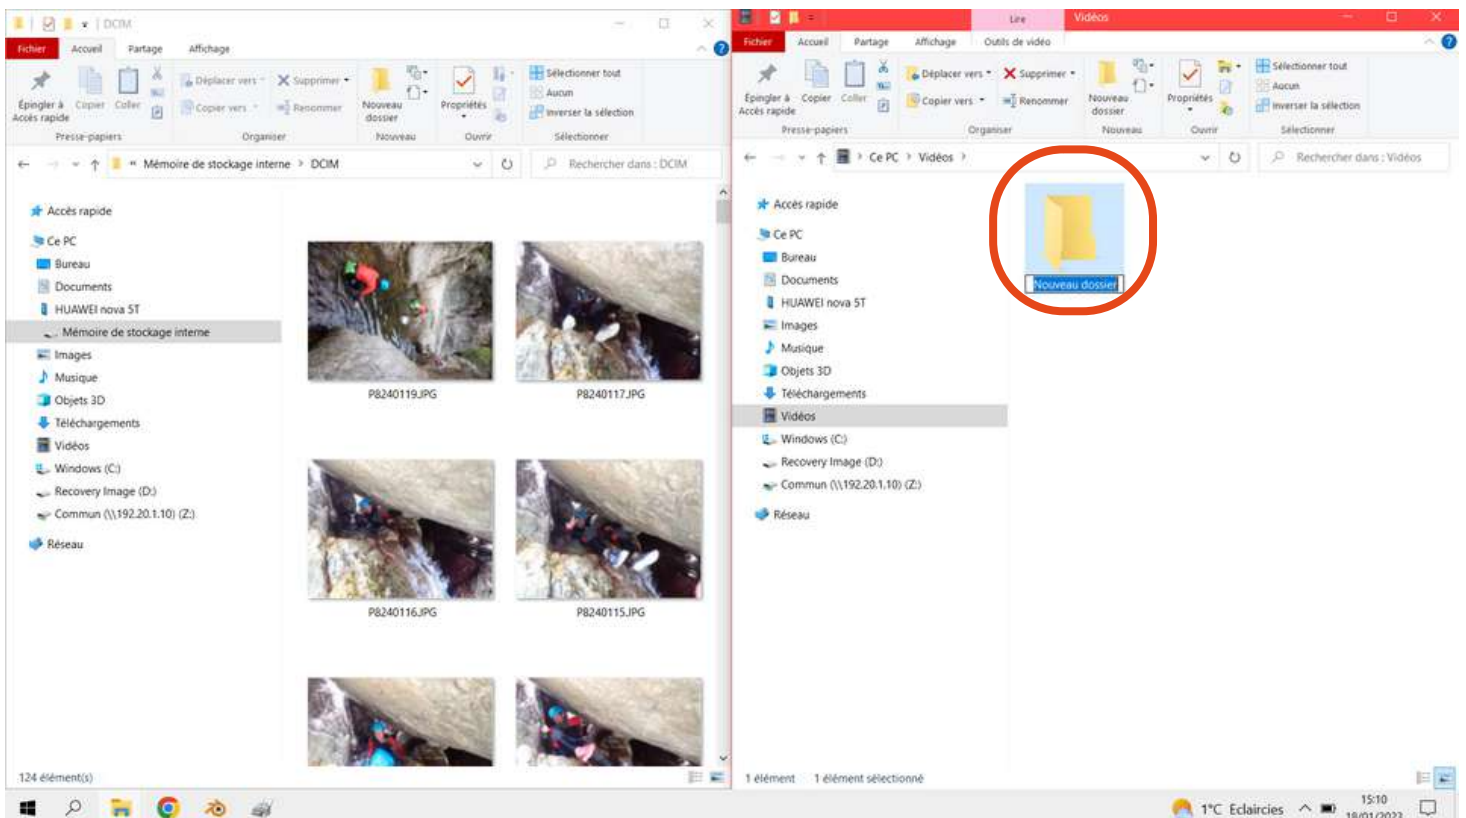 DCIM
Fichier Accueil Partage Affichage
Épingler à Accès rapide
Copier
Coller
Déplacer vers
Copier vers
Supprimer
Renommer
Nouveau dossier
Propriétés
Sélectionner tout
Aucun
Inverser la sélection
Presse-papiers Organiser Nouveau Ouvrir Sélectionner
« Mémoire de stockage interne > DCIM
Rechercher dans : DCIM
Accès rapide
Ce PC
Bureau
Documents
HUAWEI nova 5T
Mémoire de stockage interne
Images
Musique
Objets 3D
Téléchargements
Vidéos
Windows (C:)
Recovery Image (D:)
Commun (\\192.20.1.10) (Z:)
Réseau
P8240119.JPG P8240117.JPG
P8240116.JPG P8240115.JPG
124 élément(s)
Lire Vidéos
Fichier Accueil Partage Affichage Outils de vidéo
Épingler à Accès rapide
Copier
Coller
Déplacer vers
Copier vers
Supprimer
Renommer
Nouveau dossier
Propriétés
Sélectionner tout
Aucun
Inverser la sélection
Presse-papiers Organiser Nouveau Ouvrir Sélectionner
> Ce PC > Vidéos >
Rechercher dans : Vidéos
Accès rapide
Ce PC
Bureau
Documents
HUAWEI nova 5T
Images
Musique
Objets 3D
Téléchargements
Vidéos
Windows (C:)
Recovery Image (D:)
Commun (\\192.20.1.10) (Z:)
Réseau
Nouveau dossier
1 élément 1 élément sélectionné
1°C Eclaircies
15:10